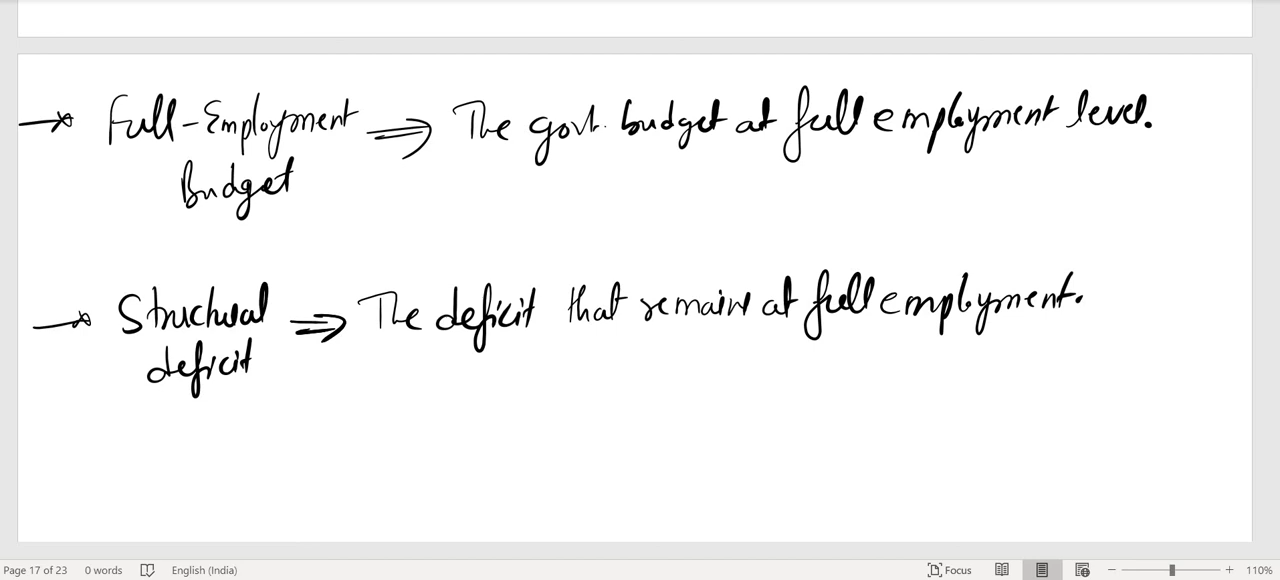 → Full-Employment ⇒ The govt. budget at full employment level.
Budget
→ Structural ⇒ The deficit that remains at full employment.
deficit
Page 17 of 23 0 words English (India) Focus − + 110%